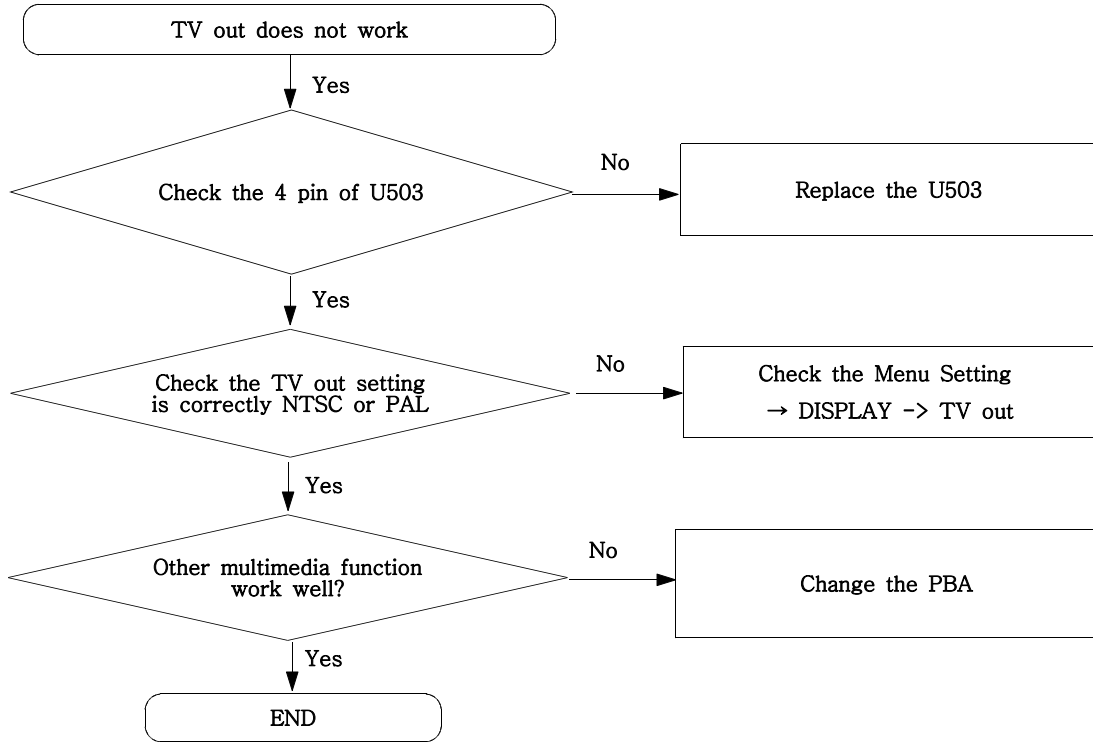 TV out does not work
Yes
Check the 4 pin of U503
No
Replace the U503
Yes
Check the TV out setting
is correctly NTSC or PAL
No
Check the Menu Setting
→ DISPLAY -> TV out
Yes
Other multimedia function
work well?
No
Change the PBA
Yes
END